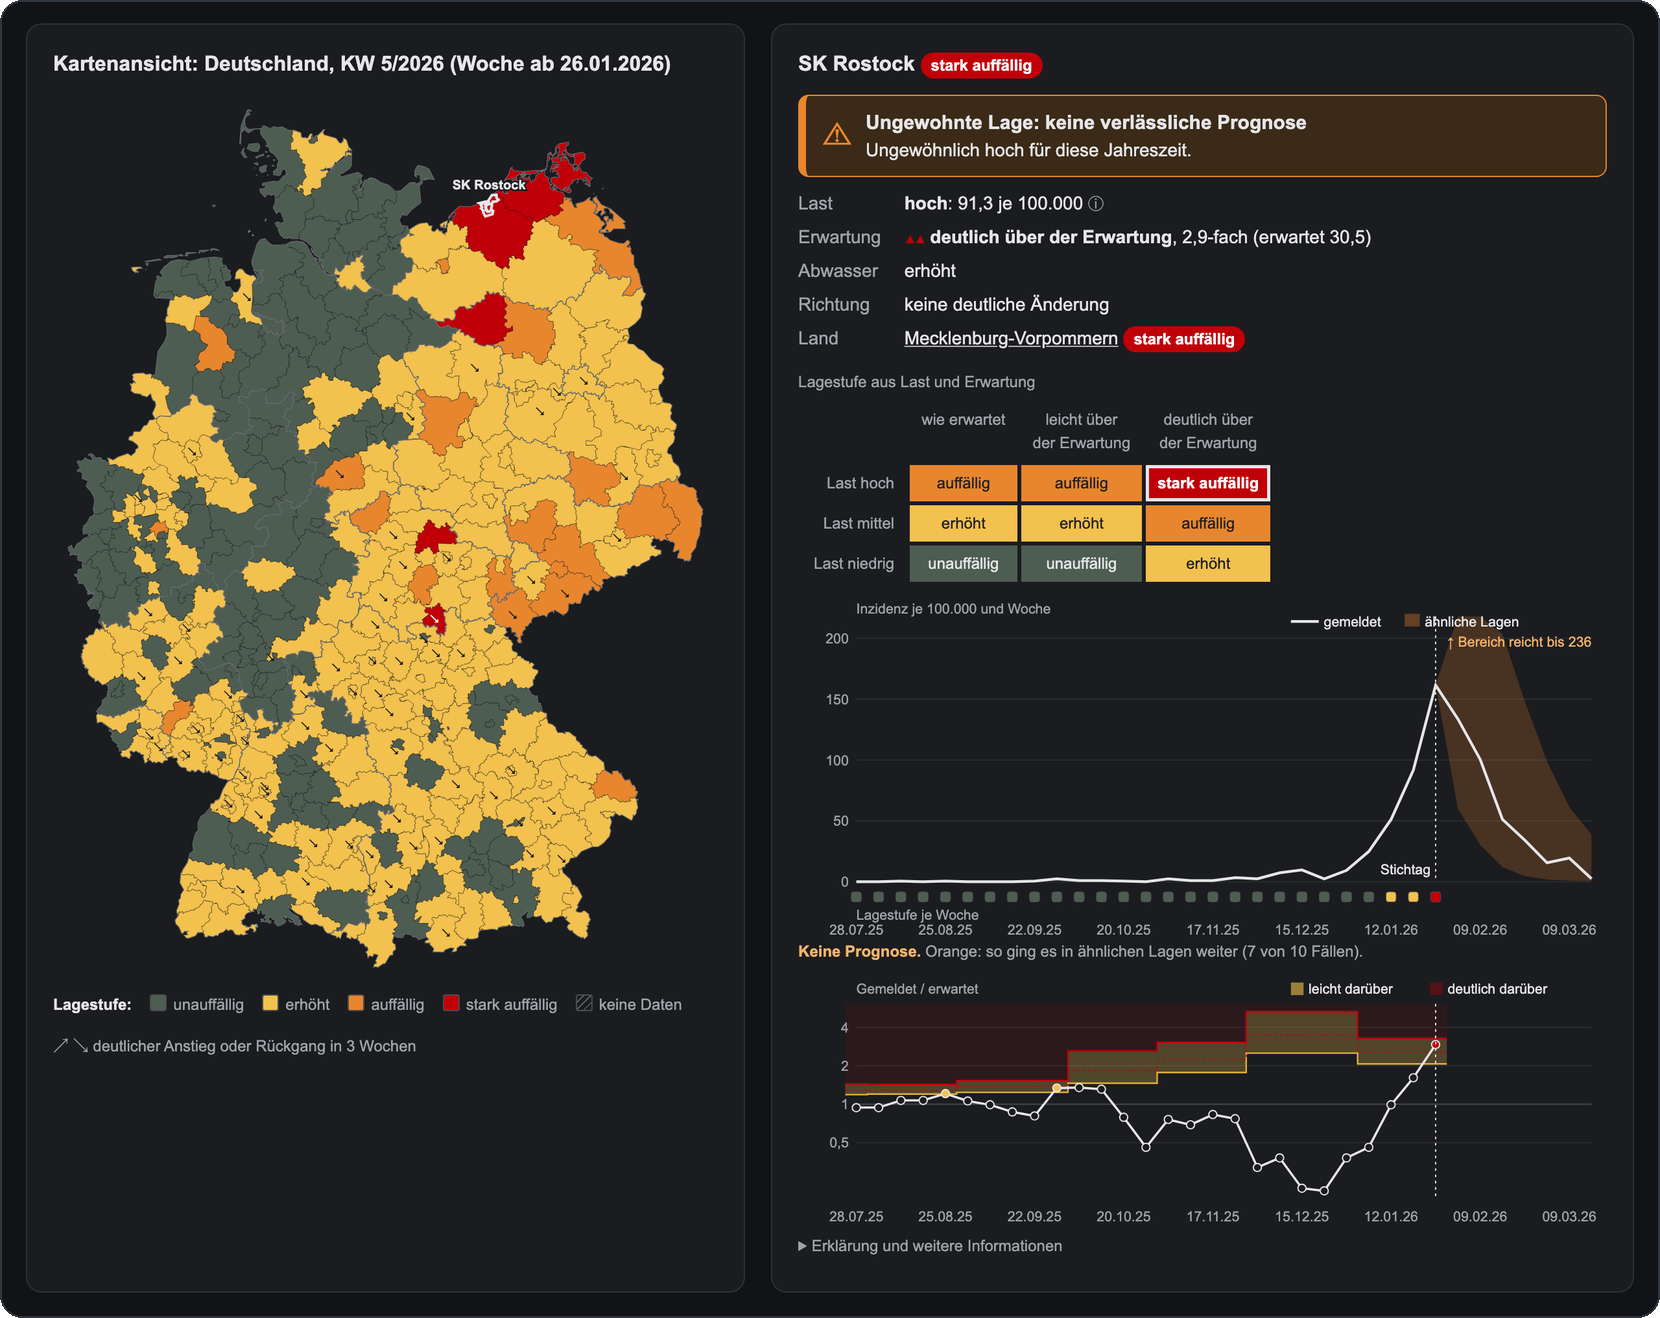 Kartenansicht: Deutschland, KW 5/2026 (Woche ab 26.01.2026)
SK Rostock
Lagestufe: unauffällig erhöht auffällig stark auffällig keine Daten
deutlicher Anstieg oder Rückgang in 3 Wochen
SK Rostock stark auffällig
Ungewohnte Lage: keine verlässliche Prognose
Ungewöhnlich hoch für diese Jahreszeit.
Last hoch: 91,3 je 100.000 ⓘ
Erwartung ▲▲ deutlich über der Erwartung, 2,9-fach (erwartet 30,5)
Abwasser erhöht
Richtung keine deutliche Änderung
Land Mecklenburg-Vorpommern stark auffällig
Lagestufe aus Last und Erwartung
wie erwartet leicht über der Erwartung deutlich über der Erwartung
Last hoch auffällig auffällig stark auffällig
Last mittel erhöht erhöht auffällig
Last niedrig unauffällig unauffällig erhöht
Inzidenz je 100.000 und Woche
gemeldet ähnliche Lagen
↑ Bereich reicht bis 236
200
150
100
50
0
Stichtag
Lagestufe je Woche
28.07.25 25.08.25 22.09.25 20.10.25 17.11.25 15.12.25 12.01.26 09.02.26 09.03.26
Keine Prognose. Orange: so ging es in ähnlichen Lagen weiter (7 von 10 Fällen).
Gemeldet / erwartet leicht darüber deutlich darüber
4
2
1
0,5
28.07.25 25.08.25 22.09.25 20.10.25 17.11.25 15.12.25 12.01.26 09.02.26 09.03.26
▶ Erklärung und weitere Informationen